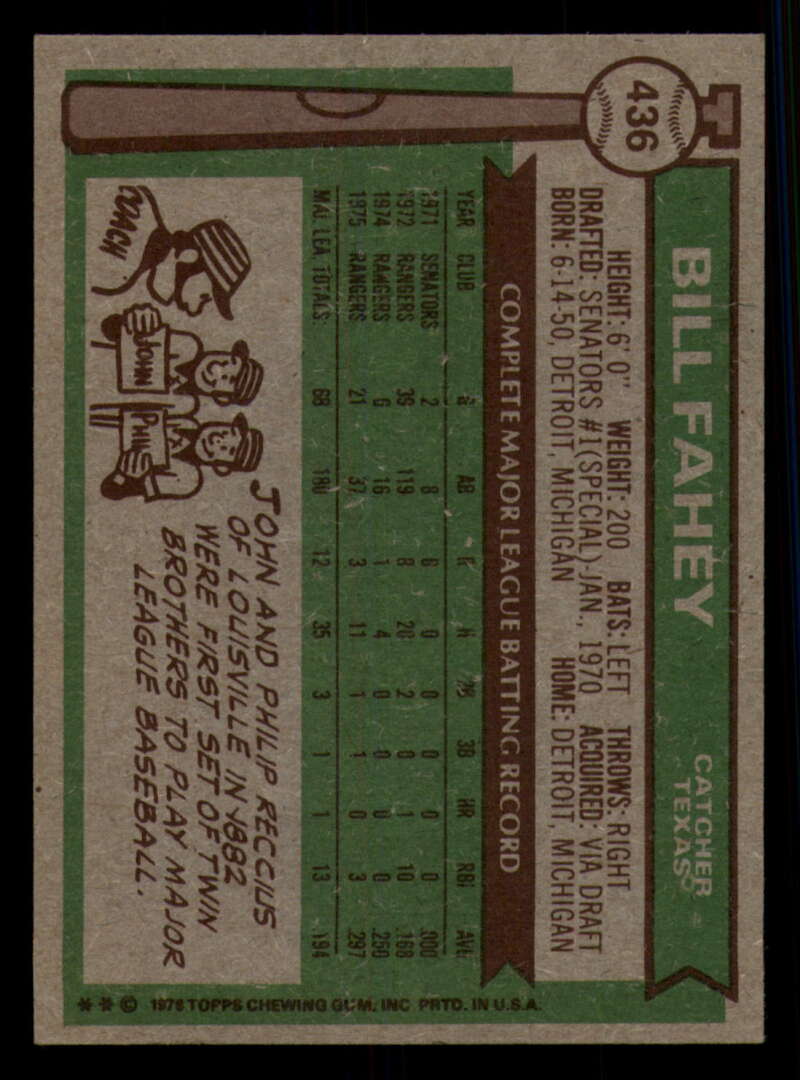 436
BILL FAHEY
CATCHER
TEXAS
HEIGHT: 6' 0" WEIGHT: 200 BATS: LEFT THROWS: RIGHT
DRAFTED: SENATORS #1(SPECIAL)-JAN., 1970 ACQUIRED: VIA DRAFT
BORN: 6-14-50, DETROIT, MICHIGAN HOME: DETROIT, MICHIGAN
COMPLETE MAJOR LEAGUE BATTING RECORD
YEAR CLUB G AB R H 2B 3B HR RBI AVG
1971 SENATORS 2 8 0 0 0 0 0 .000
1972 RANGERS 39 119 8 20 2 0 1 10 .168
1974 RANGERS 6 16 1 4 0 0 0 0 .250
1975 RANGERS 21 37 3 11 1 1 0 3 .297
MAJ. LEA. TOTALS: 68 180 12 35 3 1 1 13 .194
COACH
JOHN
PHIL
JOHN AND PHILIP RECCIUS
OF LOUISVILLE IN 1882
WERE FIRST SET OF TWIN
BROTHERS TO PLAY MAJOR
LEAGUE BASEBALL.
** © 1976 TOPPS CHEWING GUM, INC PRTD. IN U.S.A.